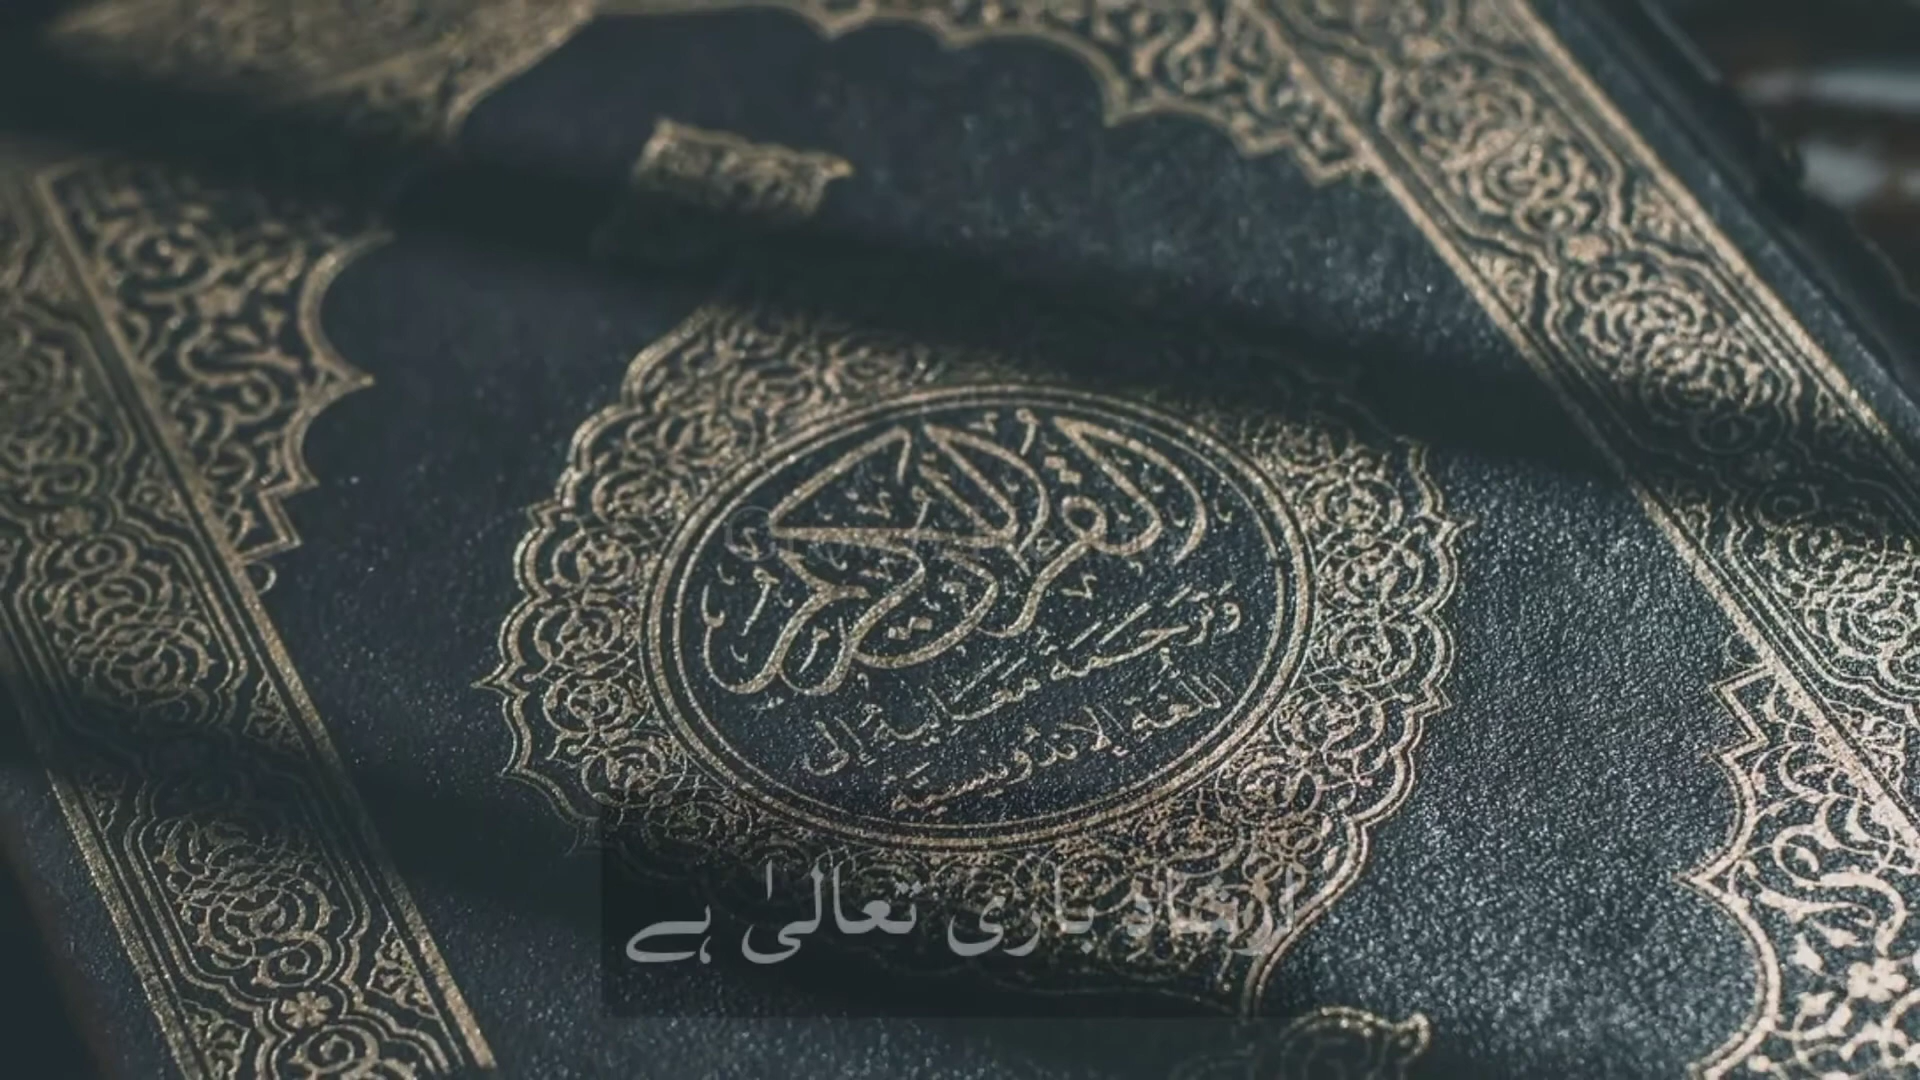 القرآن الكريم
وترجمة معانيه إلى
اللغة الإندونيسية
ارشادِ باری تعالیٰ ہے